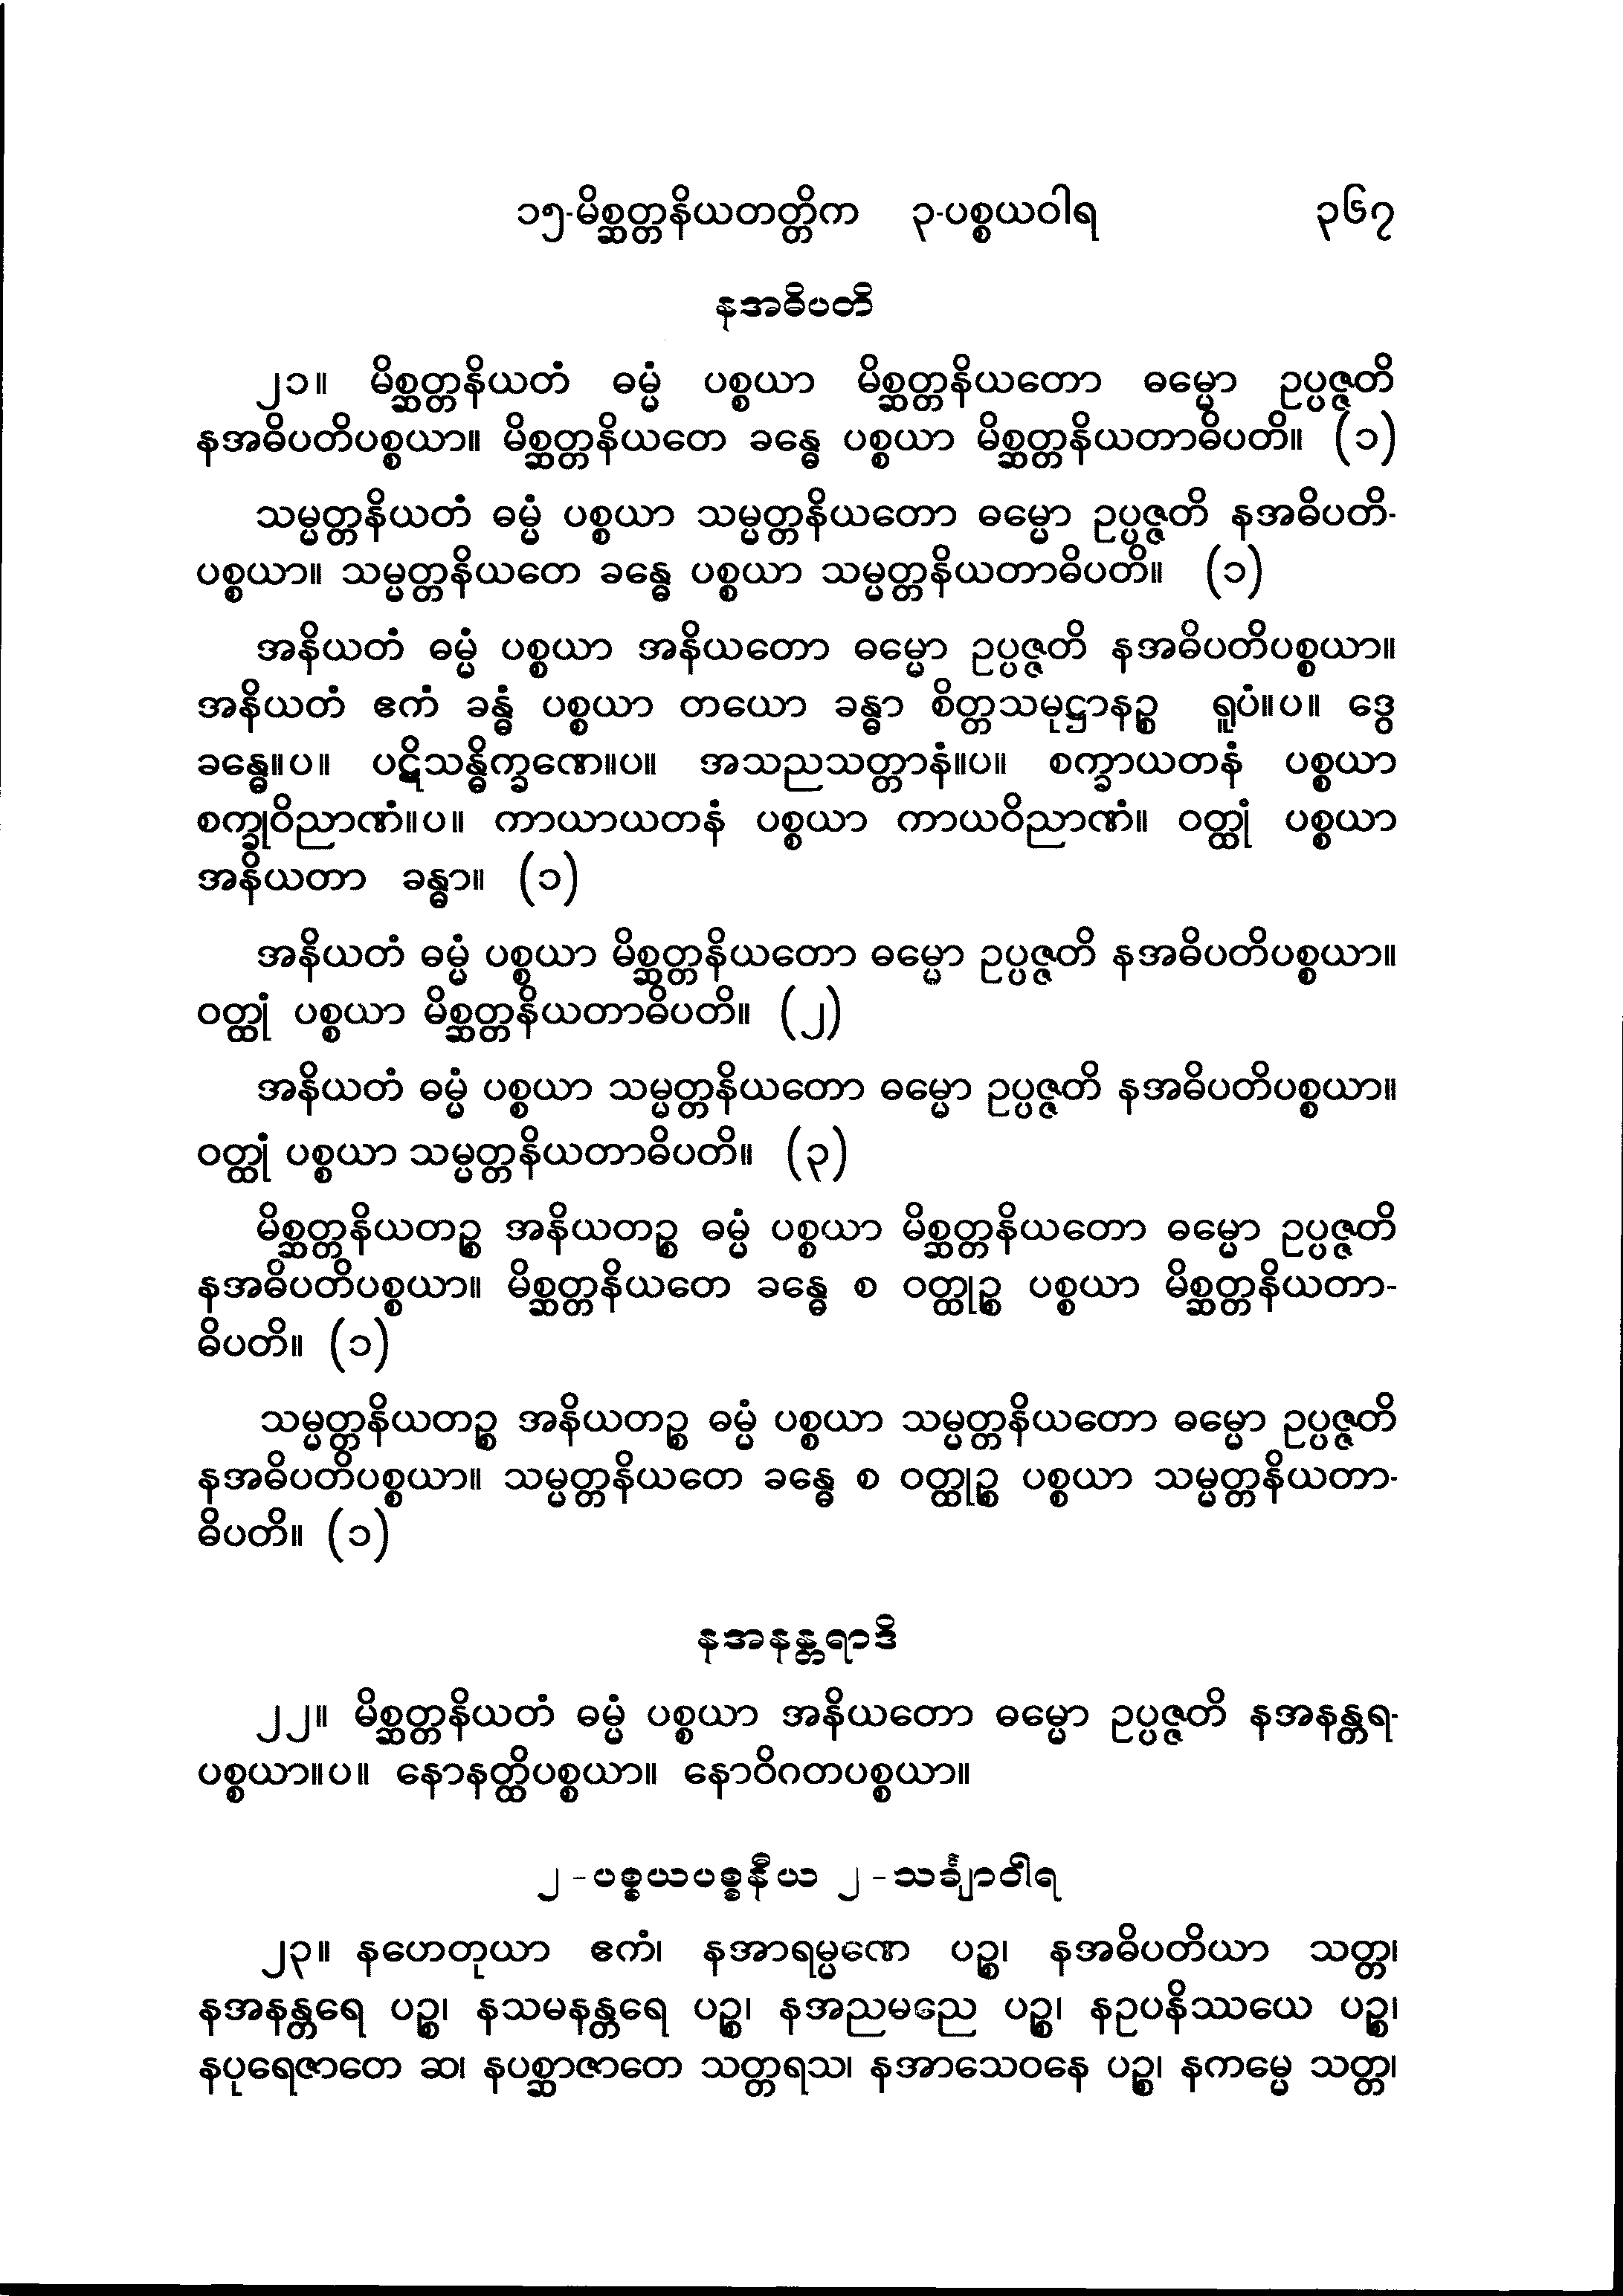 ၁၅-မိစ္ဆတ္တနိယတတ္တိက ၃-ပစ္စယဝါရ ၃၆၇
နအဓိပတိ
၂၁။ မိစ္ဆတ္တနိယတံ ဓမ္မံ ပစ္စယာ မိစ္ဆတ္တနိယတော ဓမ္မော ဥပ္ပဇ္ဇတိ
နအဓိပတိပစ္စယာ။ မိစ္ဆတ္တနိယတေ ခန္ဓေ ပစ္စယာ မိစ္ဆတ္တနိယတာဓိပတိ။ (၁)
သမ္မတ္တနိယတံ ဓမ္မံ ပစ္စယာ သမ္မတ္တနိယတော ဓမ္မော ဥပ္ပဇ္ဇတိ နအဓိပတိ-
ပစ္စယာ။ သမ္မတ္တနိယတေ ခန္ဓေ ပစ္စယာ သမ္မတ္တနိယတာဓိပတိ။ (၁)
အနိယတံ ဓမ္မံ ပစ္စယာ အနိယတော ဓမ္မော ဥပ္ပဇ္ဇတိ နအဓိပတိပစ္စယာ။
အနိယတံ ဧကံ ခန္ဓံ ပစ္စယာ တယော ခန္ဓာ စိတ္တသမုဋ္ဌာနဉ္စ ရူပံ။ပ။ ဒွေ
ခန္ဓေ။ပ။ ပဋိသန္ဓိက္ခဏေ။ပ။ အသညသတ္တာနံ။ပ။ စက္ခာယတနံ ပစ္စယာ
စက္ခုဝိညာဏံ။ပ။ ကာယာယတနံ ပစ္စယာ ကာယဝိညာဏံ။ ဝတ္ထုံ ပစ္စယာ
အနိယတာ ခန္ဓာ။ (၁)
အနိယတံ ဓမ္မံ ပစ္စယာ မိစ္ဆတ္တနိယတော ဓမ္မော ဥပ္ပဇ္ဇတိ နအဓိပတိပစ္စယာ။
ဝတ္ထုံ ပစ္စယာ မိစ္ဆတ္တနိယတာဓိပတိ။ (၂)
အနိယတံ ဓမ္မံ ပစ္စယာ သမ္မတ္တနိယတော ဓမ္မော ဥပ္ပဇ္ဇတိ နအဓိပတိပစ္စယာ။
ဝတ္ထုံ ပစ္စယာ သမ္မတ္တနိယတာဓိပတိ။ (၃)
မိစ္ဆတ္တနိယတဉ္စ အနိယတဉ္စ ဓမ္မံ ပစ္စယာ မိစ္ဆတ္တနိယတော ဓမ္မော ဥပ္ပဇ္ဇတိ
နအဓိပတိပစ္စယာ။ မိစ္ဆတ္တနိယတေ ခန္ဓေ စ ဝတ္ထုဉ္စ ပစ္စယာ မိစ္ဆတ္တနိယတာ-
ဓိပတိ။ (၁)
သမ္မတ္တနိယတဉ္စ အနိယတဉ္စ ဓမ္မံ ပစ္စယာ သမ္မတ္တနိယတော ဓမ္မော ဥပ္ပဇ္ဇတိ
နအဓိပတိပစ္စယာ။ သမ္မတ္တနိယတေ ခန္ဓေ စ ဝတ္ထုဉ္စ ပစ္စယာ သမ္မတ္တနိယတာ-
ဓိပတိ။ (၁)
နအနန္တရာဒိ
၂၂။ မိစ္ဆတ္တနိယတံ ဓမ္မံ ပစ္စယာ အနိယတော ဓမ္မော ဥပ္ပဇ္ဇတိ နအနန္တရ-
ပစ္စယာ။ပ။ နောနတ္ထိပစ္စယာ။ နောဝိဂတပစ္စယာ။
၂-ပစ္စယပစ္စနီယ ၂-သင်္ချာဝါရ
၂၃။ နဟေတုယာ ဧကံ၊ နအာရမ္မဏေ ပဉ္စ၊ နအဓိပတိယာ သတ္တ၊
နအနန္တရေ ပဉ္စ၊ နသမနန္တရေ ပဉ္စ၊ နအညမညေ ပဉ္စ၊ နဥပနိဿယေ ပဉ္စ၊
နပုရေဇာတေ ဆ၊ နပစ္ဆာဇာတေ သတ္တရသ၊ နအာသေဝနေ ပဉ္စ၊ နကမ္မေ သတ္တ၊